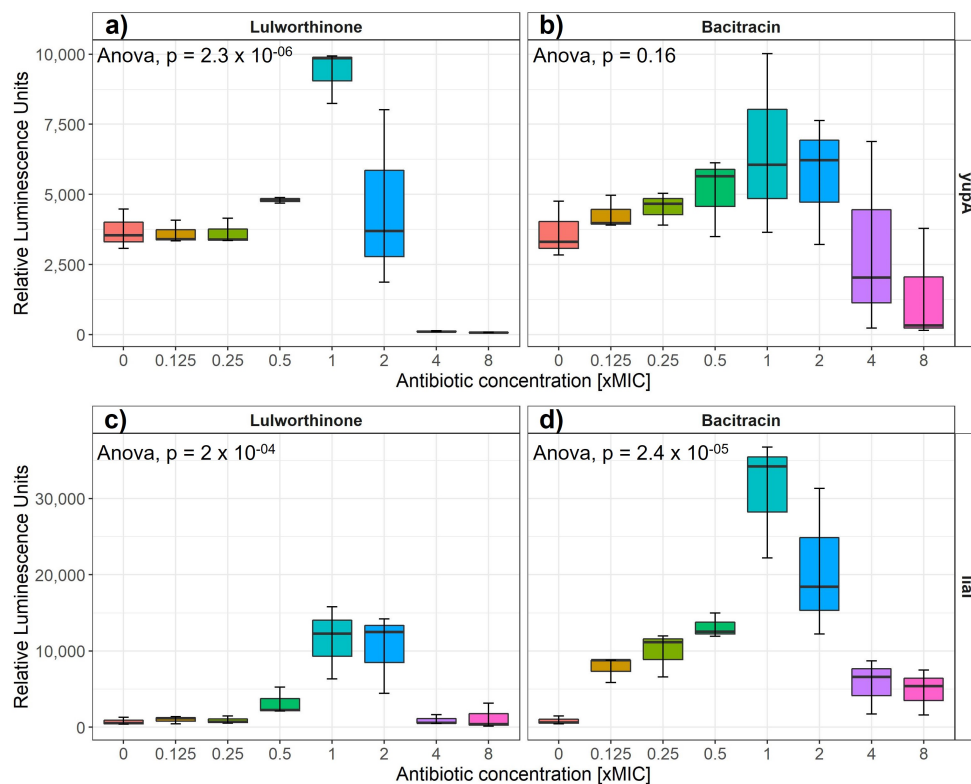 a) Lulworthinone
b) Bacitracin
Anova, p = 2.3 x 10⁻⁰⁶
Anova, p = 0.16
Relative Luminescence Units
10,000
7,500
5,000
2,500
0
yupA
0 0.125 0.25 0.5 1 2 4 8
0 0.125 0.25 0.5 1 2 4 8
Antibiotic concentration [xMIC]
c) Lulworthinone
d) Bacitracin
Anova, p = 2 x 10⁻⁰⁴
Anova, p = 2.4 x 10⁻⁰⁵
Relative Luminescence Units
30,000
20,000
10,000
0
0 0.125 0.25 0.5 1 2 4 8
0 0.125 0.25 0.5 1 2 4 8
Antibiotic concentration [xMIC]